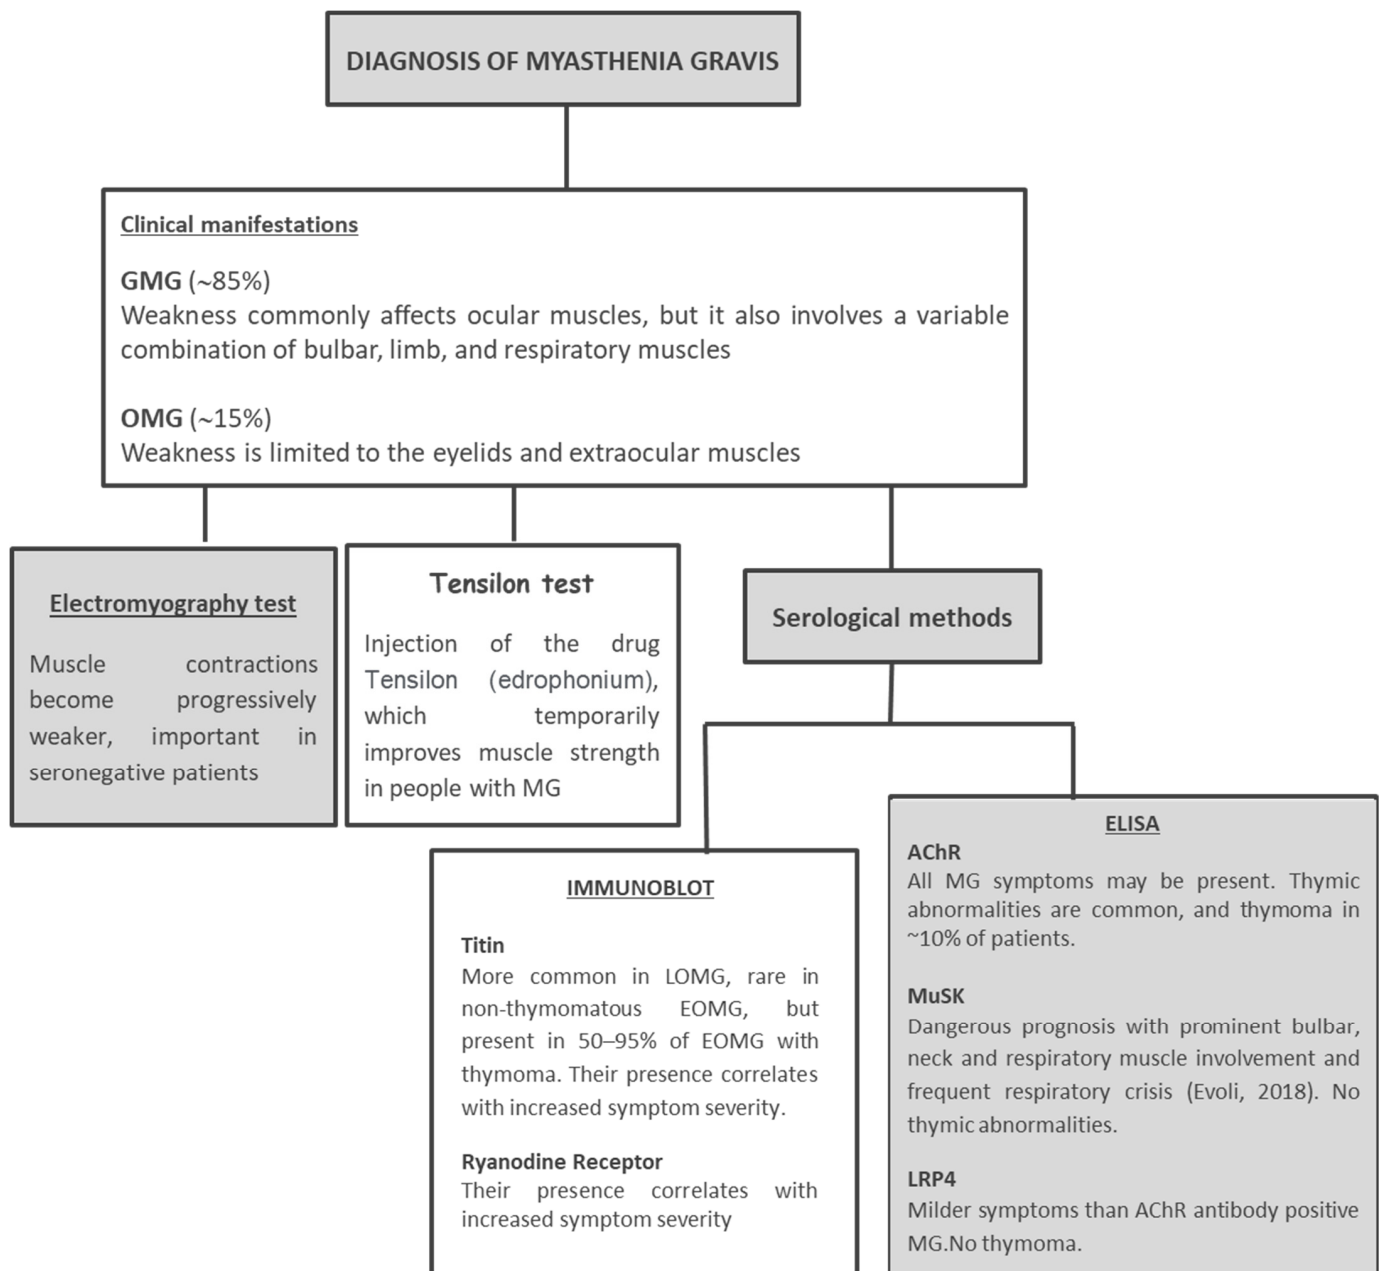 DIAGNOSIS OF MYASTHENIA GRAVIS
Clinical manifestations
GMG (~85%)
Weakness commonly affects ocular muscles, but it also involves a variable
combination of bulbar, limb, and respiratory muscles
OMG (~15%)
Weakness is limited to the eyelids and extraocular muscles
Electromyography test
Muscle contractions
become progressively
weaker, important in
seronegative patients
Tensilon test
Injection of the drug
Tensilon (edrophonium),
which temporarily
improves muscle strength
in people with MG
Serological methods
IMMUNOBLOT
Titin
More common in LOMG, rare in
non-thymomatous EOMG, but
present in 50–95% of EOMG with
thymoma. Their presence correlates
with increased symptom severity.
Ryanodine Receptor
Their presence correlates with
increased symptom severity
ELISA
AChR
All MG symptoms may be present. Thymic
abnormalities are common, and thymoma in
~10% of patients.
MuSK
Dangerous prognosis with prominent bulbar,
neck and respiratory muscle involvement and
frequent respiratory crisis (Evoli, 2018). No
thymic abnormalities.
LRP4
Milder symptoms than AChR antibody positive
MG.No thymoma.